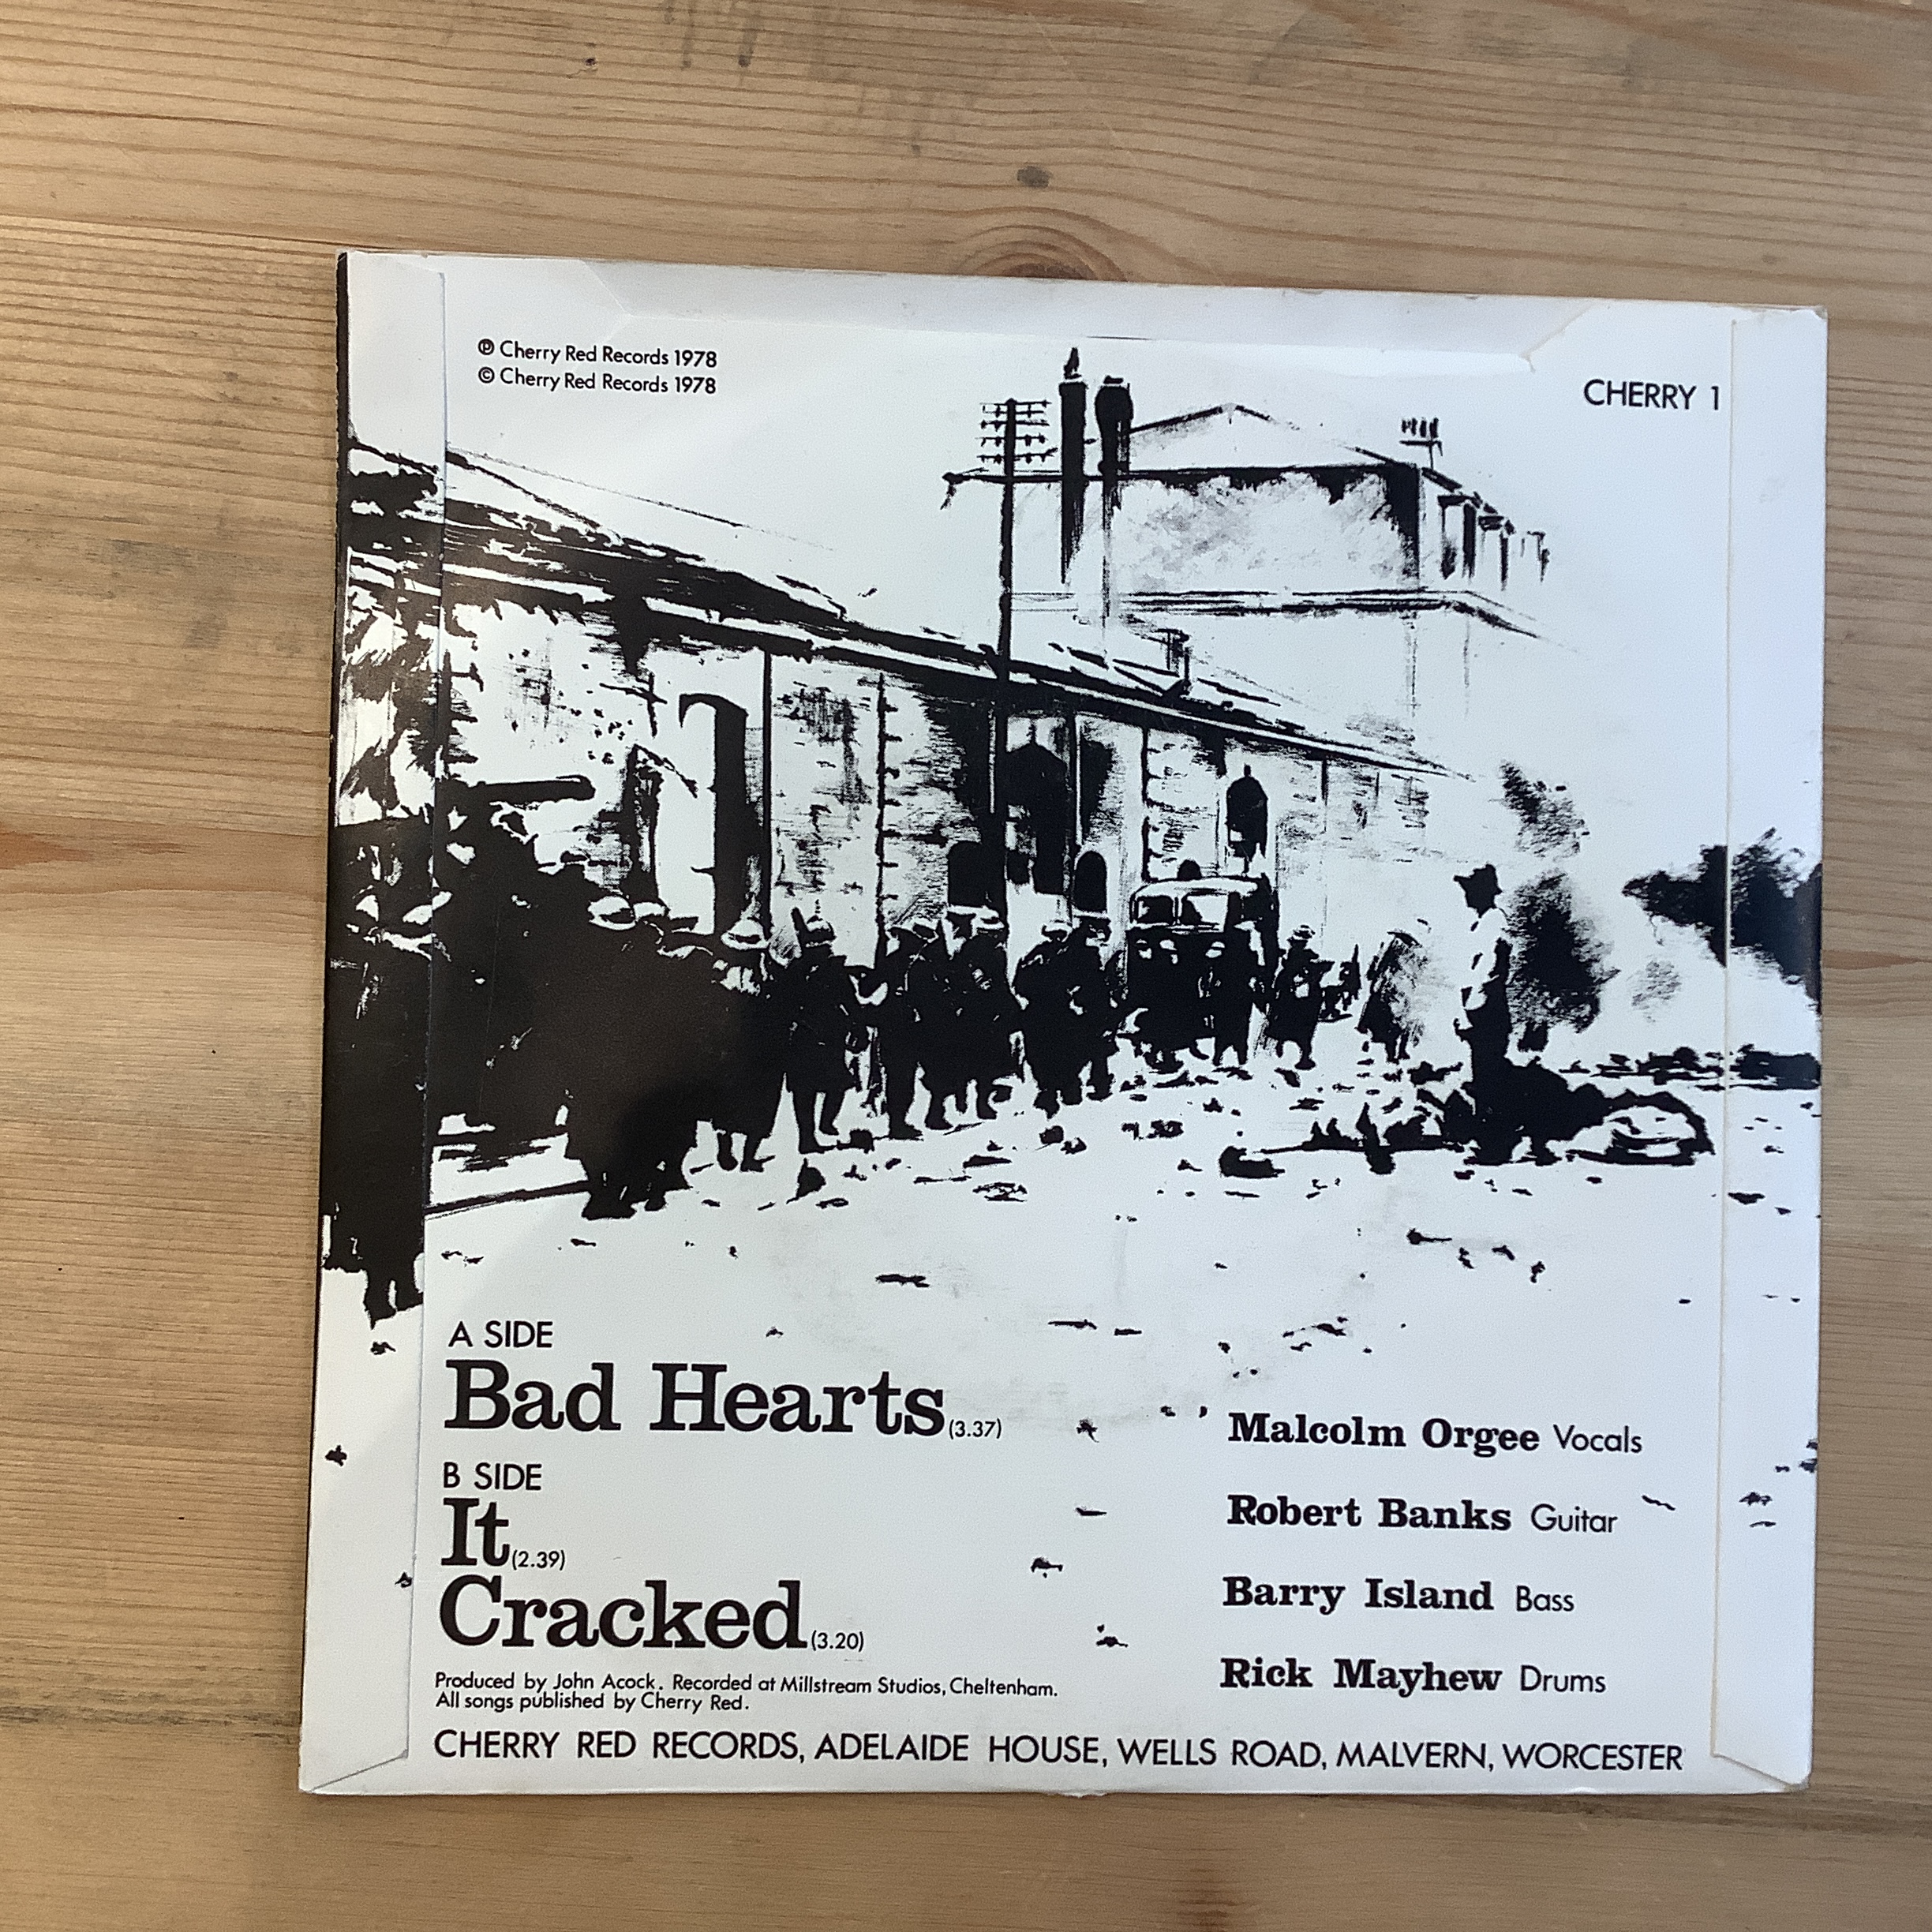 ℗ Cherry Red Records 1978
© Cherry Red Records 1978
CHERRY 1
A SIDE
Bad Hearts (3.37)
B SIDE
It (2.39)
Cracked (3.20)
Malcolm Orgee Vocals
Robert Banks Guitar
Barry Island Bass
Rick Mayhew Drums
Produced by John Acock. Recorded at Millstream Studios, Cheltenham.
All songs published by Cherry Red.
CHERRY RED RECORDS, ADELAIDE HOUSE, WELLS ROAD, MALVERN, WORCESTER